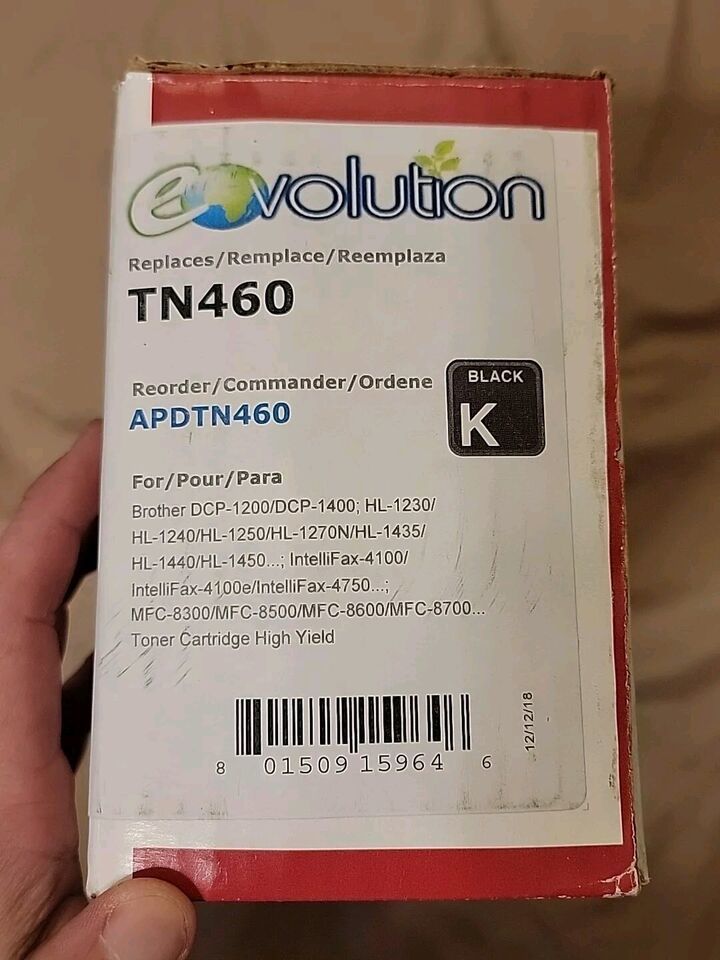 evolution
Replaces/Remplace/Reemplaza
TN460
Reorder/Commander/Ordene
APDTN460
BLACK
K
For/Pour/Para
Brother DCP-1200/DCP-1400; HL-1230/
HL-1240/HL-1250/HL-1270N/HL-1435/
HL-1440/HL-1450...; IntelliFax-4100/
IntelliFax-4100e/IntelliFax-4750...;
MFC-8300/MFC-8500/MFC-8600/MFC-8700...
Toner Cartridge High Yield
8 01509 15964 6
12/12/18